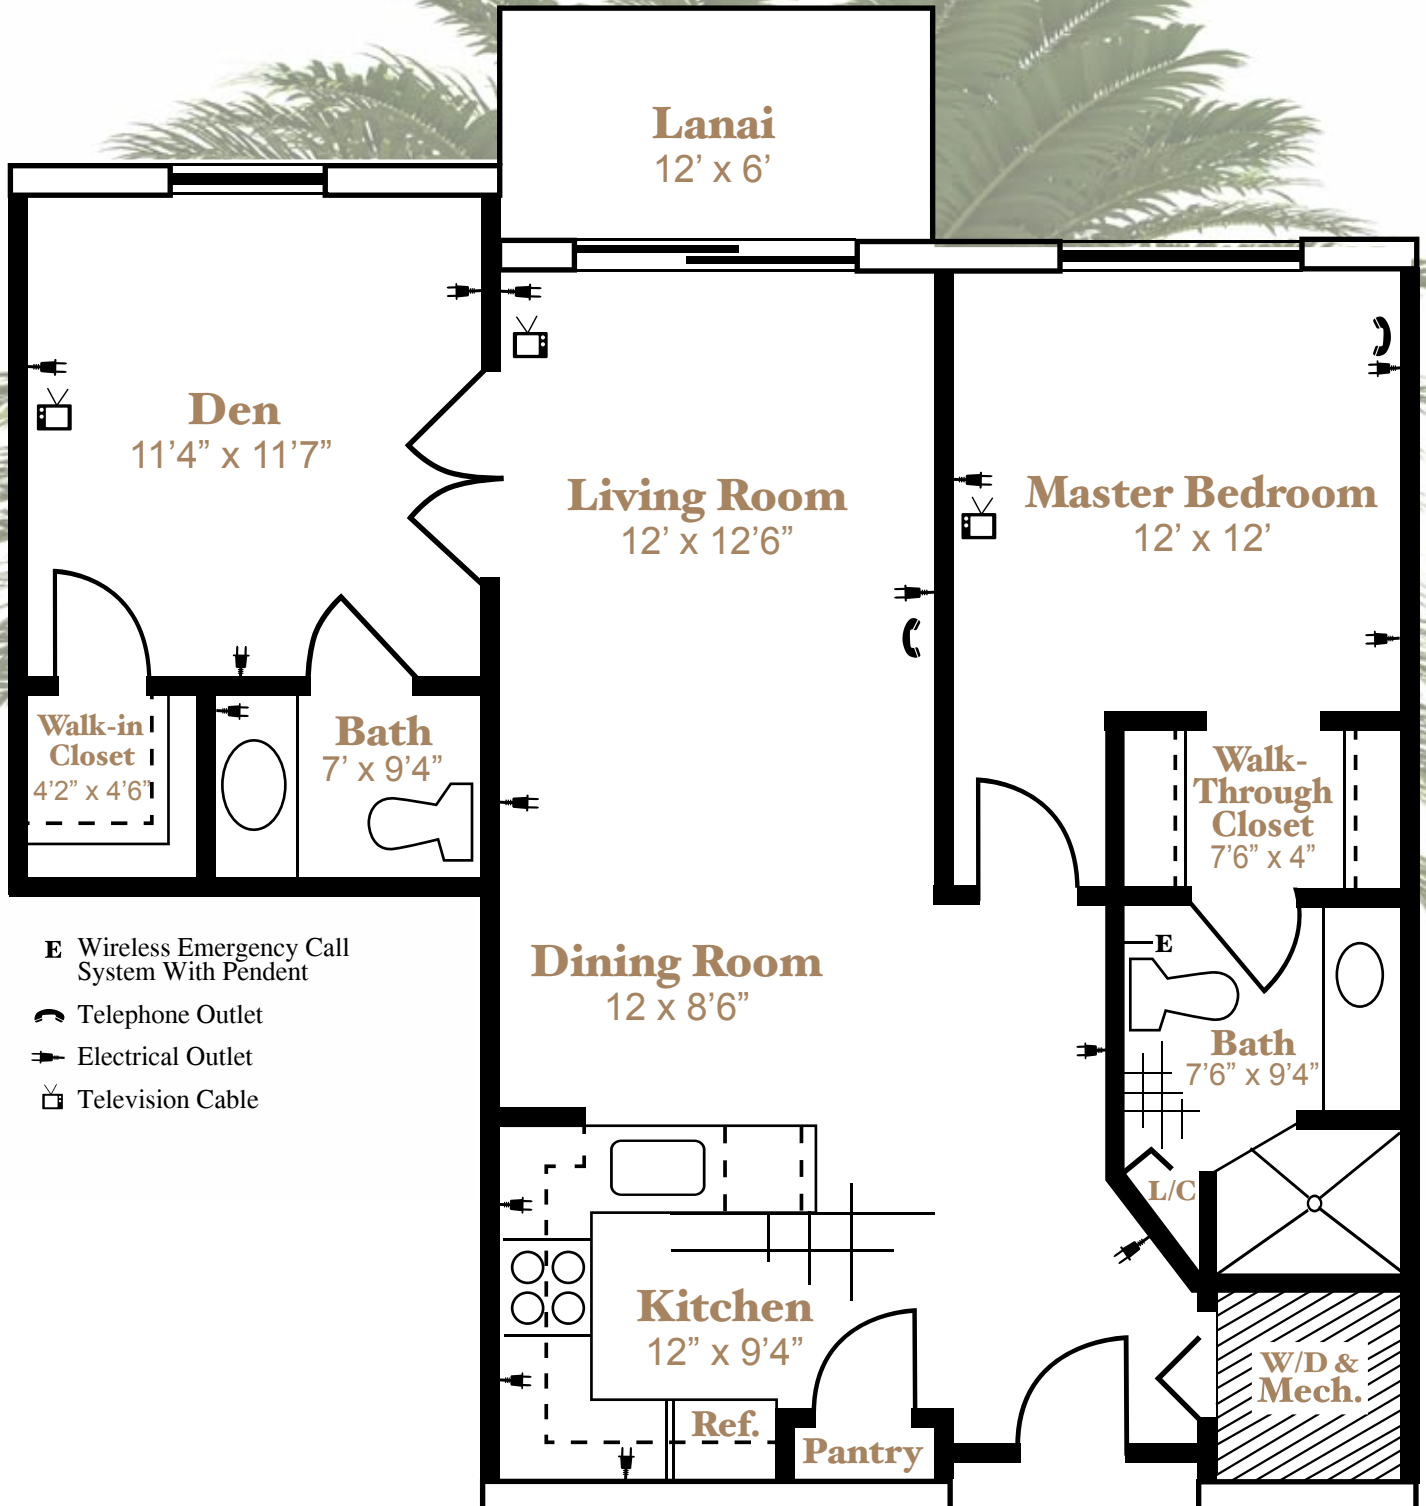 Lanai
12’ x 6’
Den
11’4” x 11’7”
Living Room
12’ x 12’6”
Master Bedroom
12’ x 12’
Walk-in
Closet
4’2” x 4’6”
Bath
7’ x 9’4”
Walk-
Through
Closet
7’6” x 4”
E Wireless Emergency Call
System With Pendent
Telephone Outlet
Electrical Outlet
Television Cable
Dining Room
12 x 8’6”
E
Bath
7’6” x 9’4”
L/C
Kitchen
12” x 9’4”
Ref.
Pantry
W/D &
Mech.